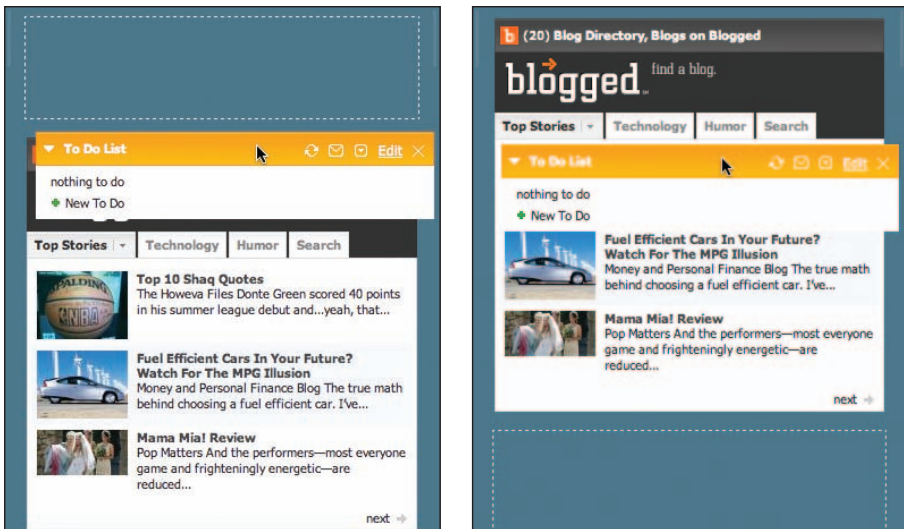 To Do List Edit
nothing to do
New To Do
Top Stories Technology Humor Search
SPALDING
NBA
Top 10 Shaq Quotes
The Howeva Files Donte Green scored 40 points
in his summer league debut and...yeah, that...
Fuel Efficient Cars In Your Future?
Watch For The MPG Illusion
Money and Personal Finance Blog The true math
behind choosing a fuel efficient car. I've...
Mama Mia! Review
Pop Matters And the performers—most everyone
game and frighteningly energetic—are
reduced...
next
b (20) Blog Directory, Blogs on Blogged
blogged find a blog.
Top Stories Technology Humor Search
To Do List Edit
nothing to do
New To Do
Fuel Efficient Cars In Your Future?
Watch For The MPG Illusion
Money and Personal Finance Blog The true math
behind choosing a fuel efficient car. I've...
Mama Mia! Review
Pop Matters And the performers—most everyone
game and frighteningly energetic—are
reduced...
next